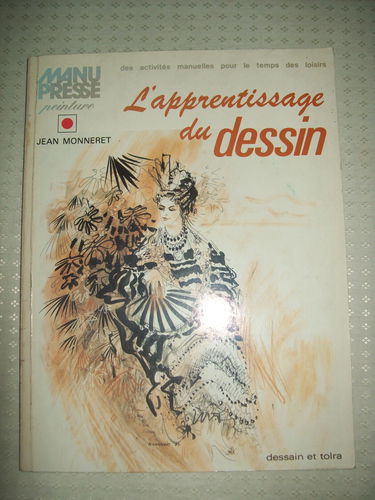 des activités manuelles pour le temps des loisirs
MANU
PRESSE
peinture
JEAN MONNERET
L'apprentissage
du dessin
dessain et tolra